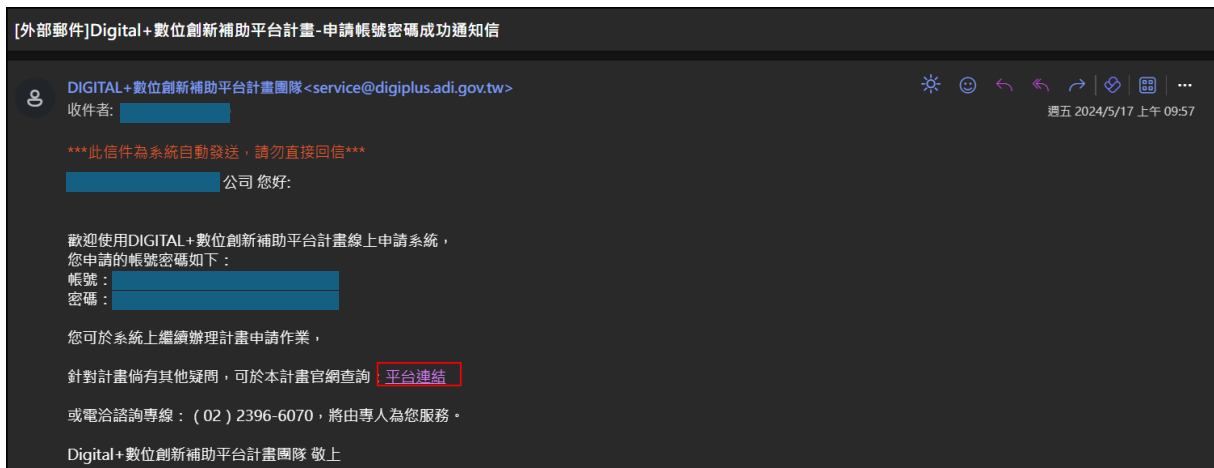 [外部郵件]Digital+數位創新補助平台計畫-申請帳號密碼成功通知信
DIGITAL+數位創新補助平台計畫團隊<service@digiplus.adi.gov.tw>
收件者:
週五 2024/5/17 上午 09:57
***此信件為系統自動發送，請勿直接回信***
公司 您好:
歡迎使用DIGITAL+數位創新補助平台計畫線上申請系統，
您申請的帳號密碼如下：
帳號：
密碼：
您可於系統上繼續辦理計畫申請作業，
針對計畫倘有其他疑問，可於本計畫官網查詢：平台連結
或電洽諮詢專線：(02)2396-6070，將由專人為您服務。
Digital+數位創新補助平台計畫團隊 敬上